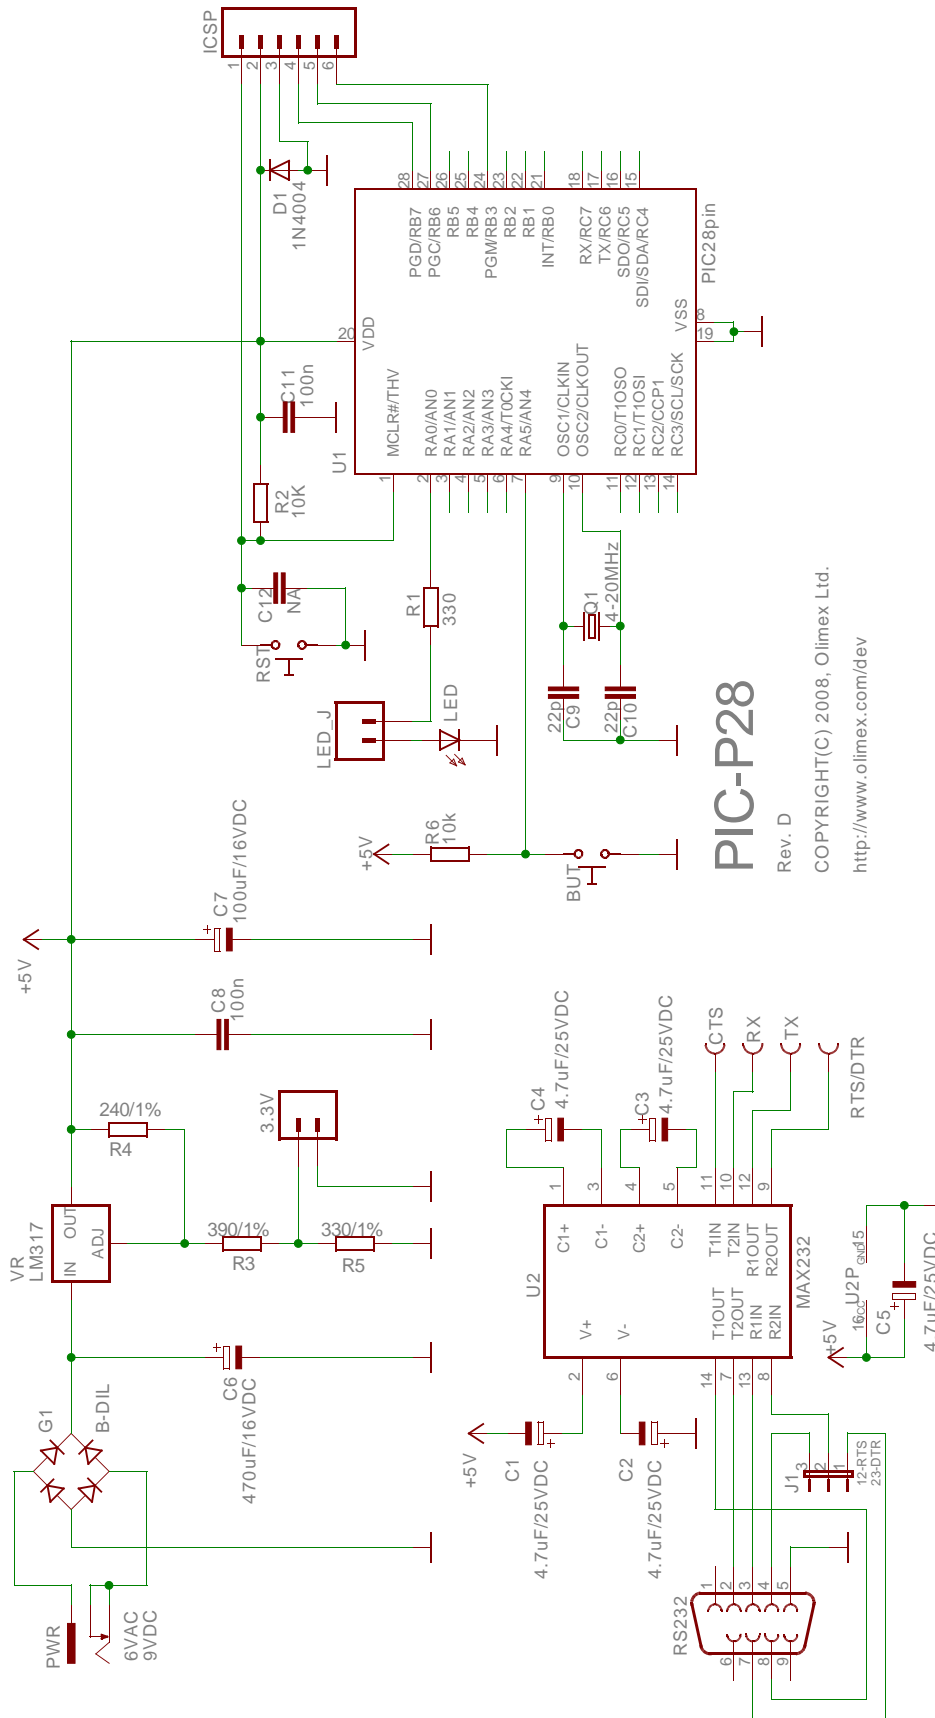 ICSP
1
2
3
4
5
6
D1
1N4004
28
27
26
25
24
23
22
21
18
17
16
15
PGD/RB7
PGC/RB6
RB5
RB4
PGM/RB3
RB2
RB1
INT/RB0
RX/RC7
TX/RC6
SDO/RC5
SDI/SDA/RC4
PIC28pin
20
VDD
VSS
8
19
C11
100n
U1
MCLR#/THV
RA0/AN0
RA1/AN1
RA2/AN2
RA3/AN3
RA4/T0CKI
RA5/AN4
OSC1/CLKIN
OSC2/CLKOUT
RC0/T1OSO
RC1/T1OSI
RC2/CCP1
RC3/SCL/SCK
1
2
3
4
5
6
7
9
10
11
12
13
14
R2
10K
C12
NA
RST
R1
330
Q1
4-20MHz
LED_J
LED
22p
C9
22p
C10
+5V
R6
10k
BUT
PIC-P28
Rev. D
COPYRIGHT(C) 2008, Olimex Ltd.
http://www.olimex.com/dev
+5V
C7
100uF/16VDC
C8
100n
240/1%
R4
3.3V
VR
LM317
IN
OUT
ADJ
390/1%
R3
330/1%
R5
C6
470uF/16VDC
G1
B-DIL
PWR
6VAC
9VDC
C4
4.7uF/25VDC
C3
4.7uF/25VDC
CTS
RX
TX
RTS/DTR
1
3
4
5
11
10
12
9
C1+
C1-
C2+
C2-
T1IN
T2IN
R1OUT
R2OUT
U2
MAX232
V+
V-
T1OUT
T2OUT
R1IN
R2IN
2
6
14
7
13
8
GND
15
U2P
16
VCC
C5
4.7uF/25VDC
+5V
+5V
C1
4.7uF/25VDC
C2
4.7uF/25VDC
J1
3
2
1
12-RTS
23-DTR
RS232
1
2
3
4
5
6
7
8
9